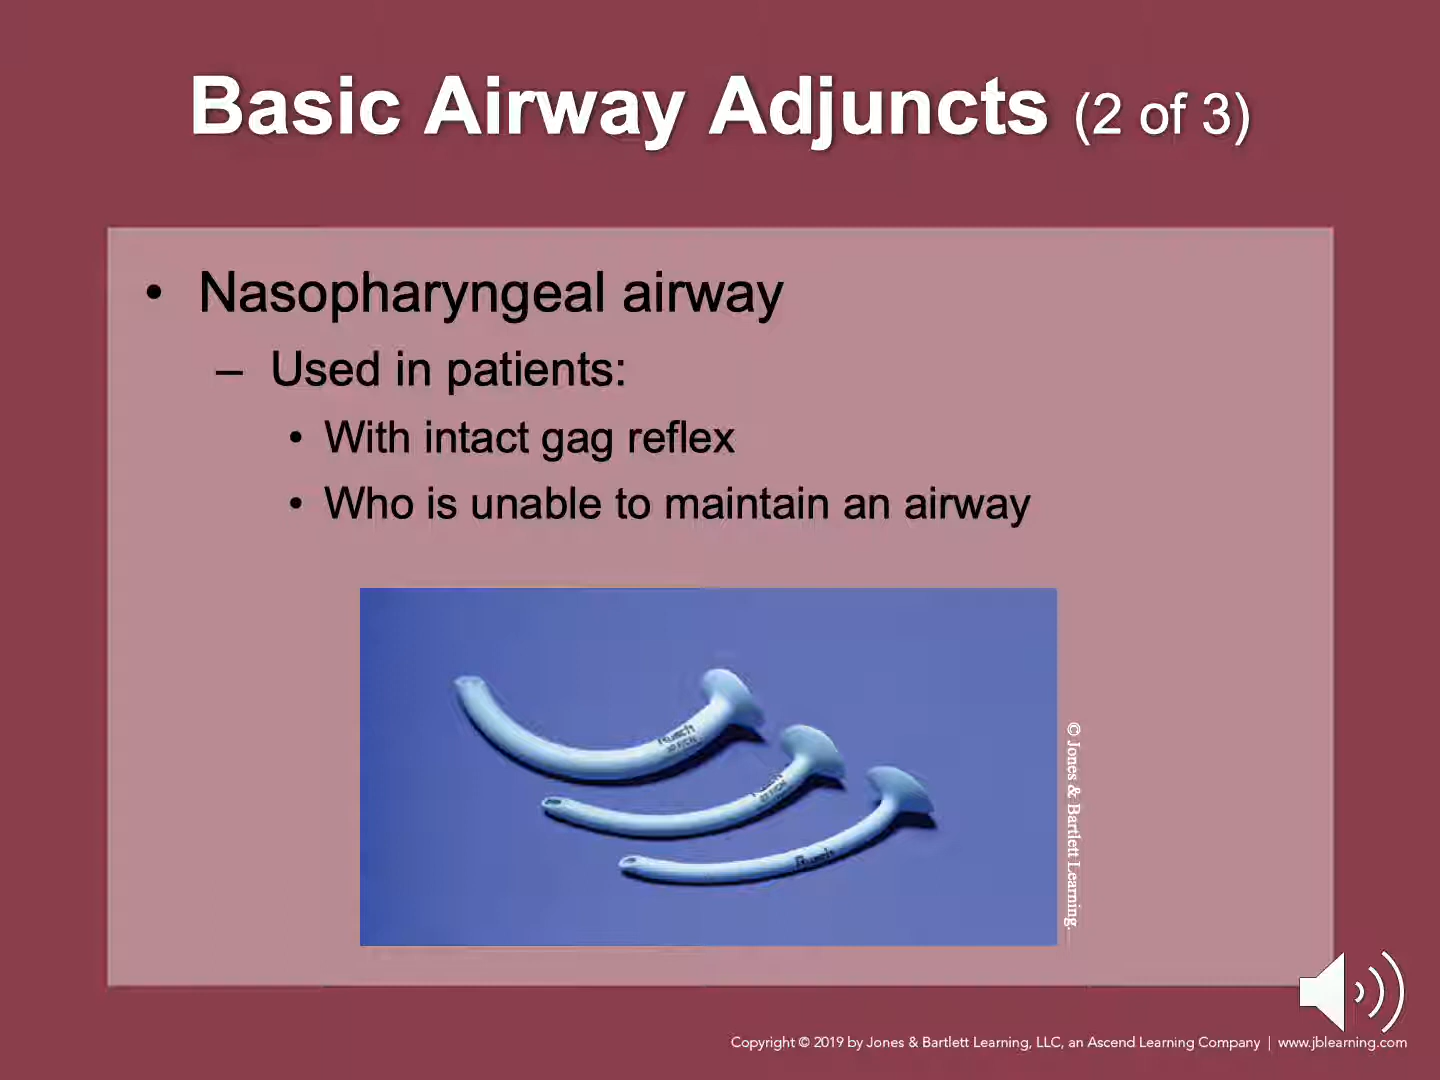 Basic Airway Adjuncts (2 of 3)
• Nasopharyngeal airway
– Used in patients:
• With intact gag reflex
• Who is unable to maintain an airway
Rusch
Rusch
© Jones & Bartlett Learning.
Copyright © 2019 by Jones & Bartlett Learning, LLC, an Ascend Learning Company | www.jblearning.com